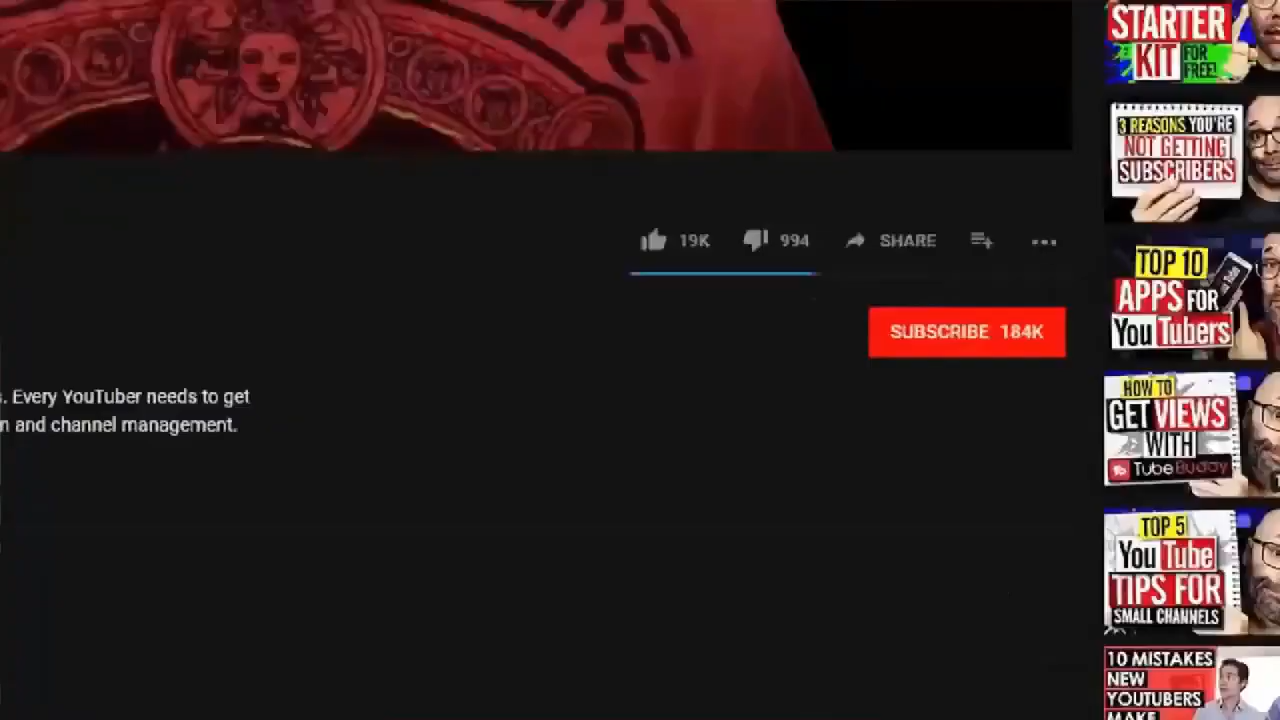 STARTER
KIT FOR
FREE!
3 REASONS YOU'RE
NOT GETTING
SUBSCRIBERS
19K 994 SHARE
TOP 10
APPS FOR
YouTubers
SUBSCRIBE 184K
. Every YouTuber needs to get
n and channel management.
HOW TO
GET VIEWS
WITH
TubeBuddy
TOP 5
YouTube
TIPS FOR
SMALL CHANNELS
10 MISTAKES
NEW
YOUTUBERS
MAKE